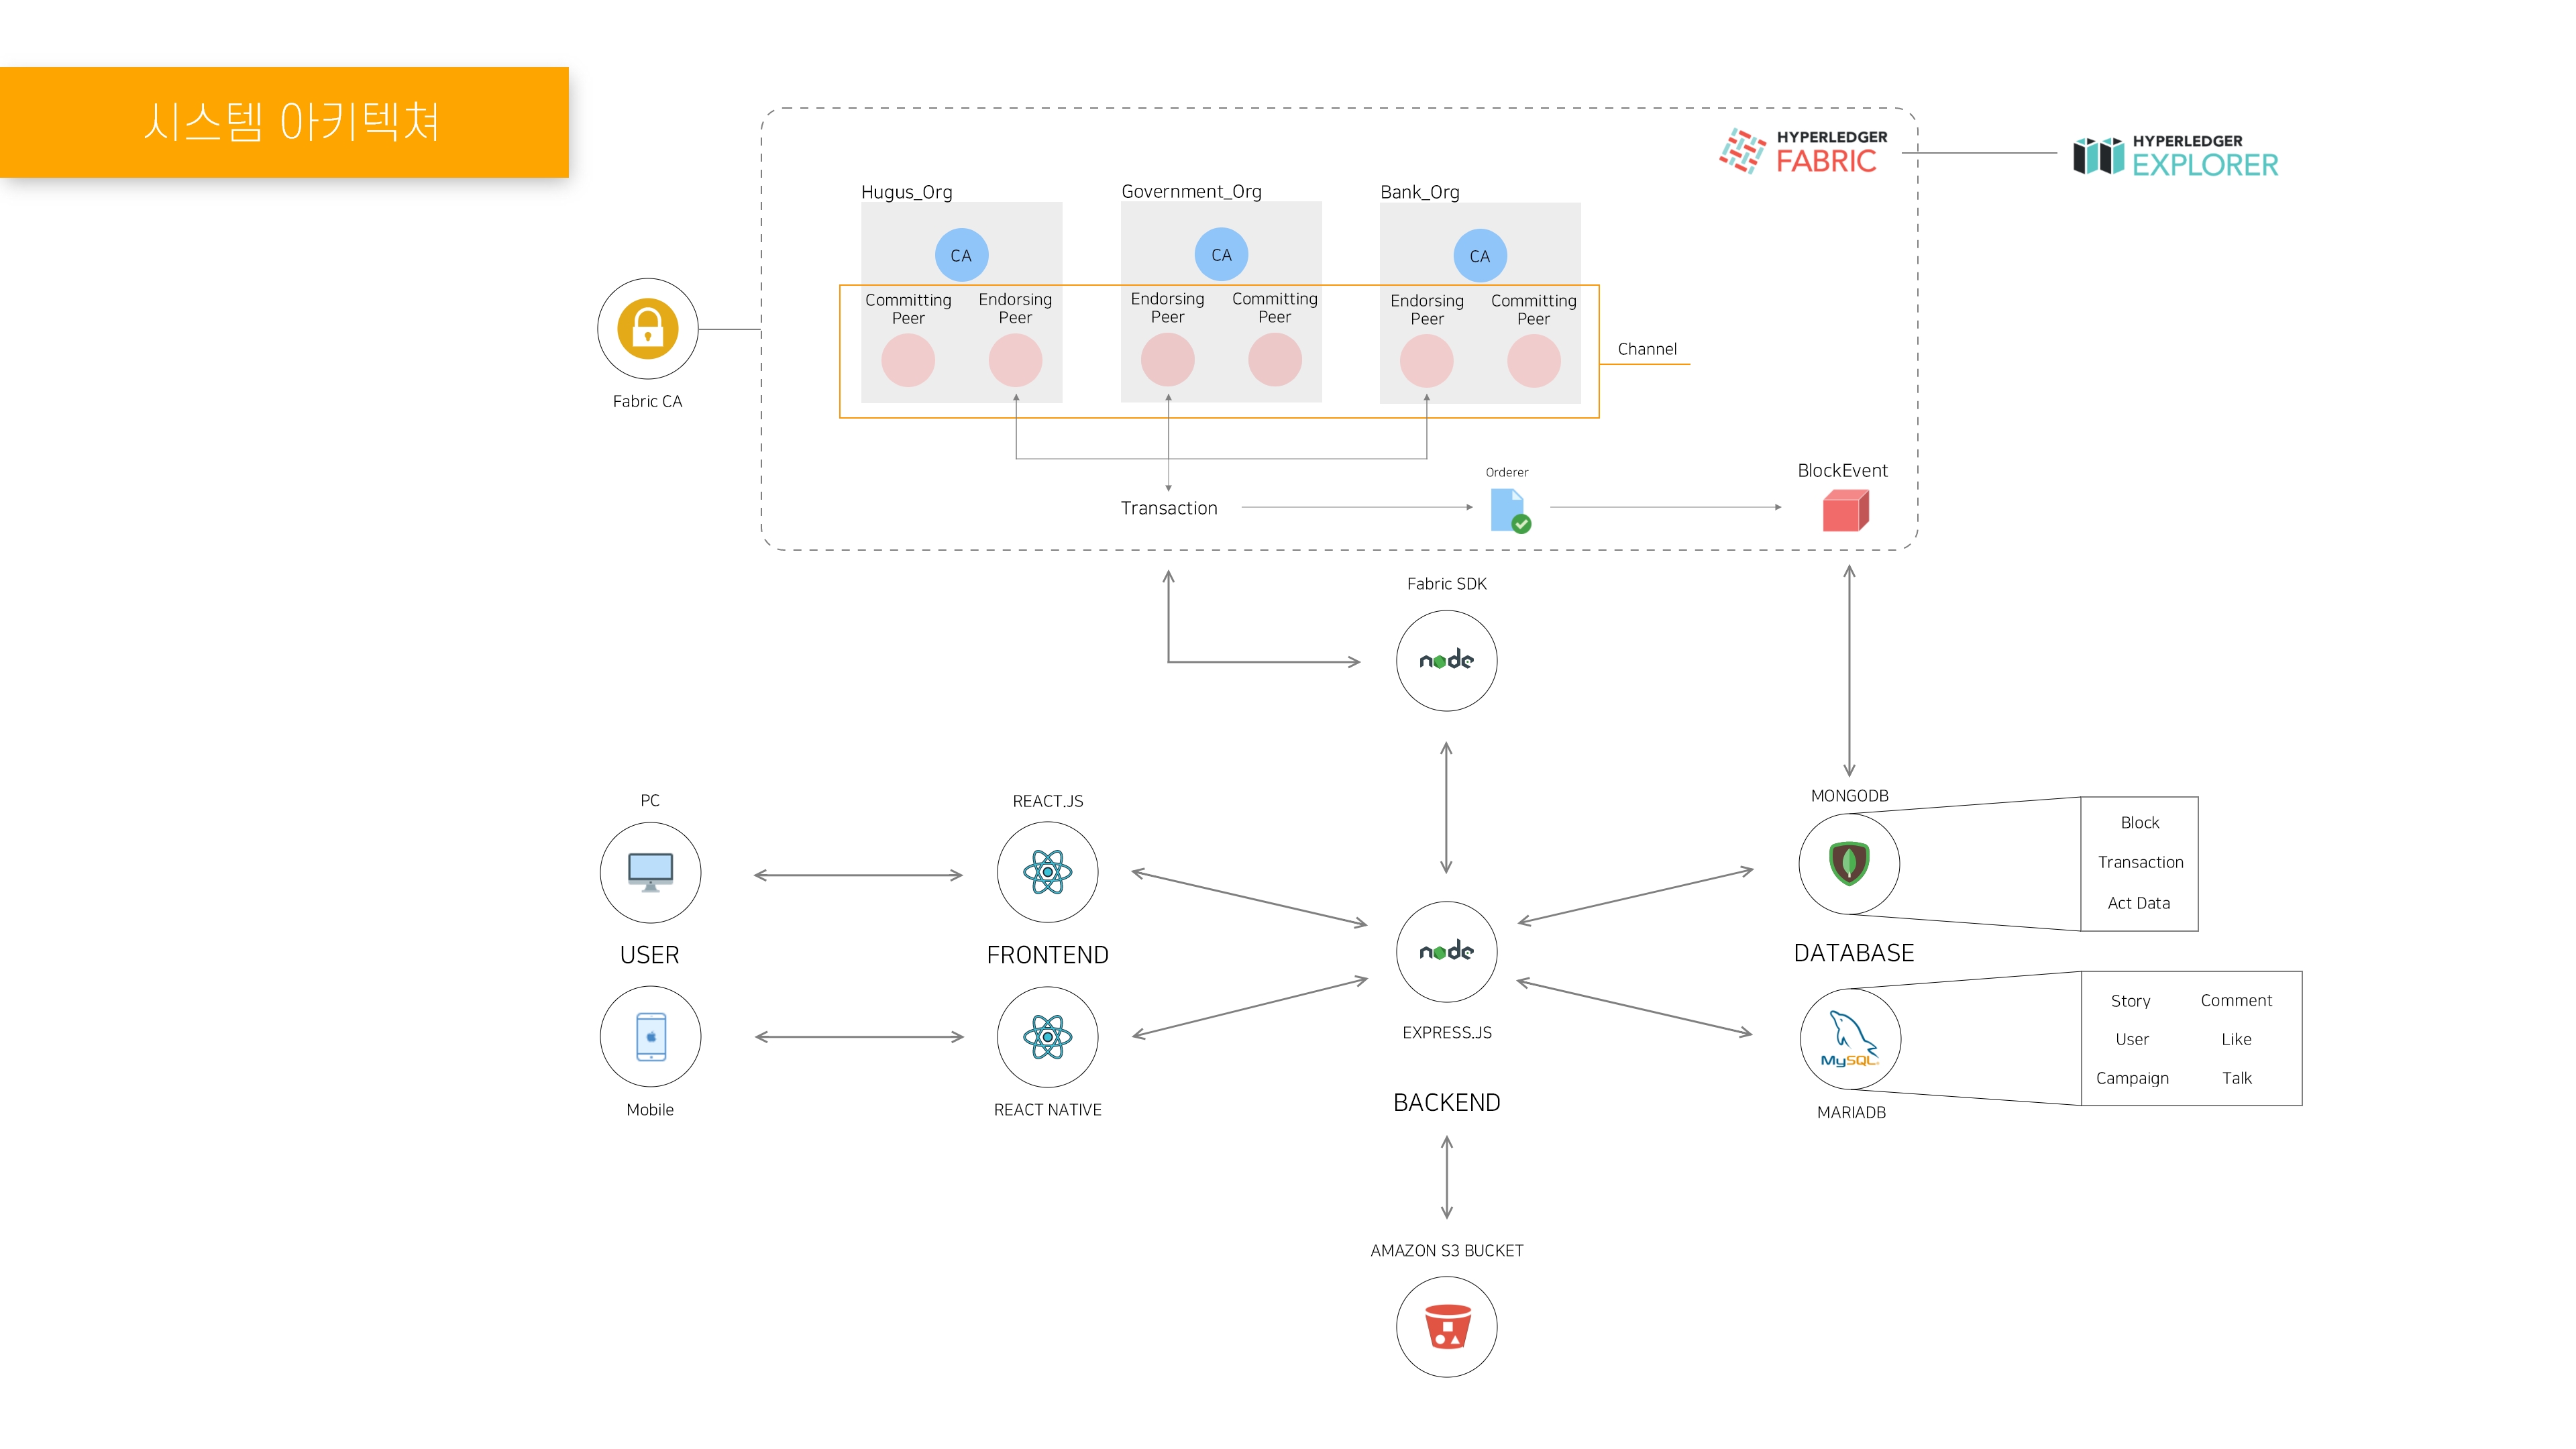 시스템 아키텍쳐
HYPERLEDGER
FABRIC
HYPERLEDGER
EXPLORER
Hugus_Org
Government_Org
Bank_Org
CA
CA
CA
Committing
Peer
Endorsing
Peer
Endorsing
Peer
Committing
Peer
Endorsing
Peer
Committing
Peer
Channel
Fabric CA
Transaction
Orderer
BlockEvent
Fabric SDK
node
PC
REACT.JS
MONGODB
Block
Transaction
Act Data
USER
FRONTEND
node
DATABASE
EXPRESS.JS
BACKEND
Mobile
REACT NATIVE
MySQL
MARIADB
Story
Comment
User
Like
Campaign
Talk
AMAZON S3 BUCKET